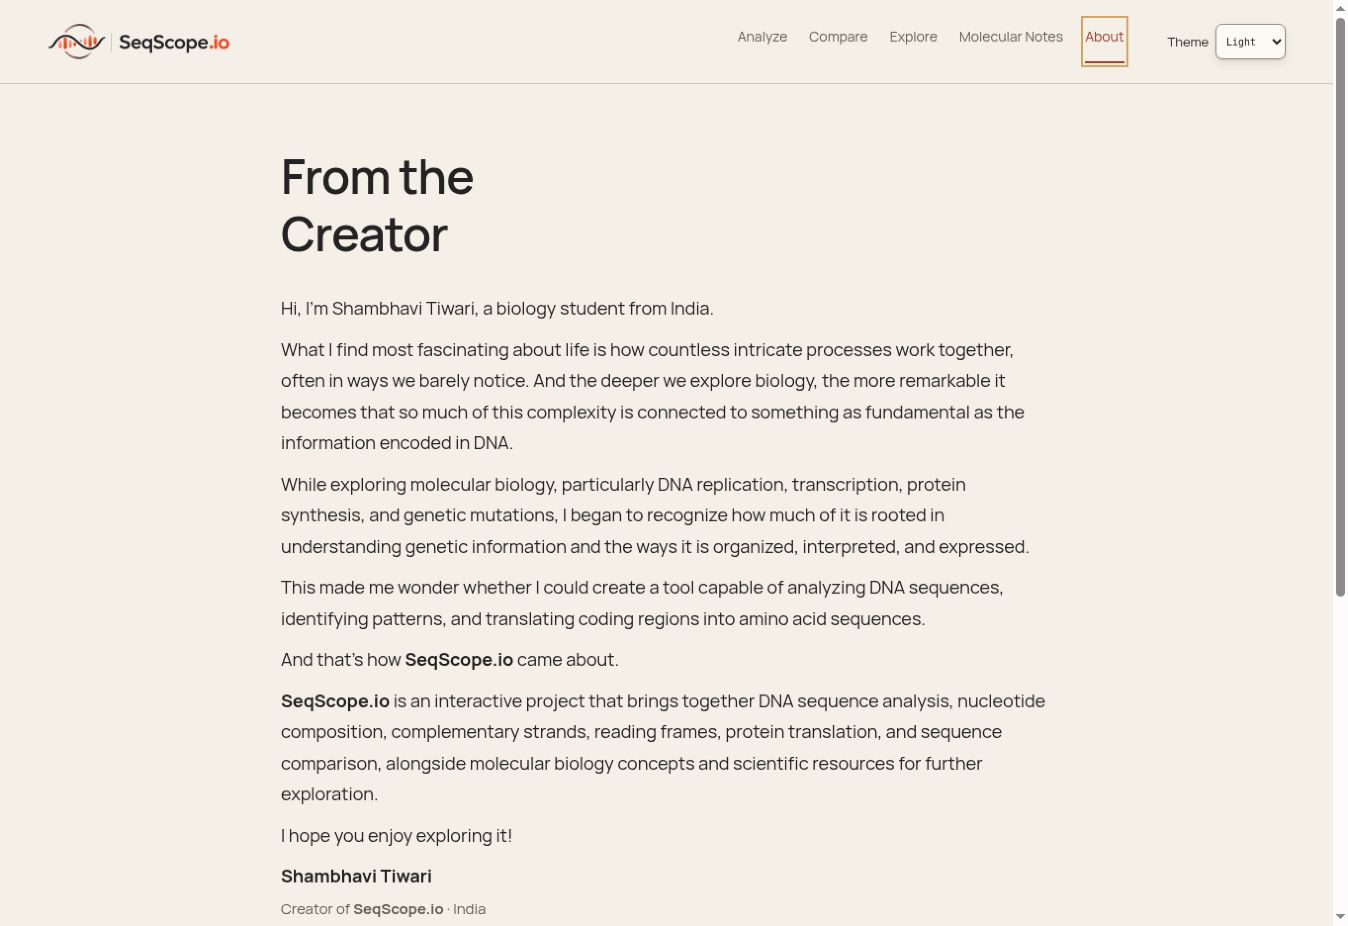 SeqScope.io
Analyze
Compare
Explore
Molecular Notes
About
Theme
Light
From the
Creator
Hi, I'm Shambhavi Tiwari, a biology student from India.
What I find most fascinating about life is how countless intricate processes work together,
often in ways we barely notice. And the deeper we explore biology, the more remarkable it
becomes that so much of this complexity is connected to something as fundamental as the
information encoded in DNA.
While exploring molecular biology, particularly DNA replication, transcription, protein
synthesis, and genetic mutations, I began to recognize how much of it is rooted in
understanding genetic information and the ways it is organized, interpreted, and expressed.
This made me wonder whether I could create a tool capable of analyzing DNA sequences,
identifying patterns, and translating coding regions into amino acid sequences.
And that's how SeqScope.io came about.
SeqScope.io is an interactive project that brings together DNA sequence analysis, nucleotide
composition, complementary strands, reading frames, protein translation, and sequence
comparison, alongside molecular biology concepts and scientific resources for further
exploration.
I hope you enjoy exploring it!
Shambhavi Tiwari
Creator of SeqScope.io · India